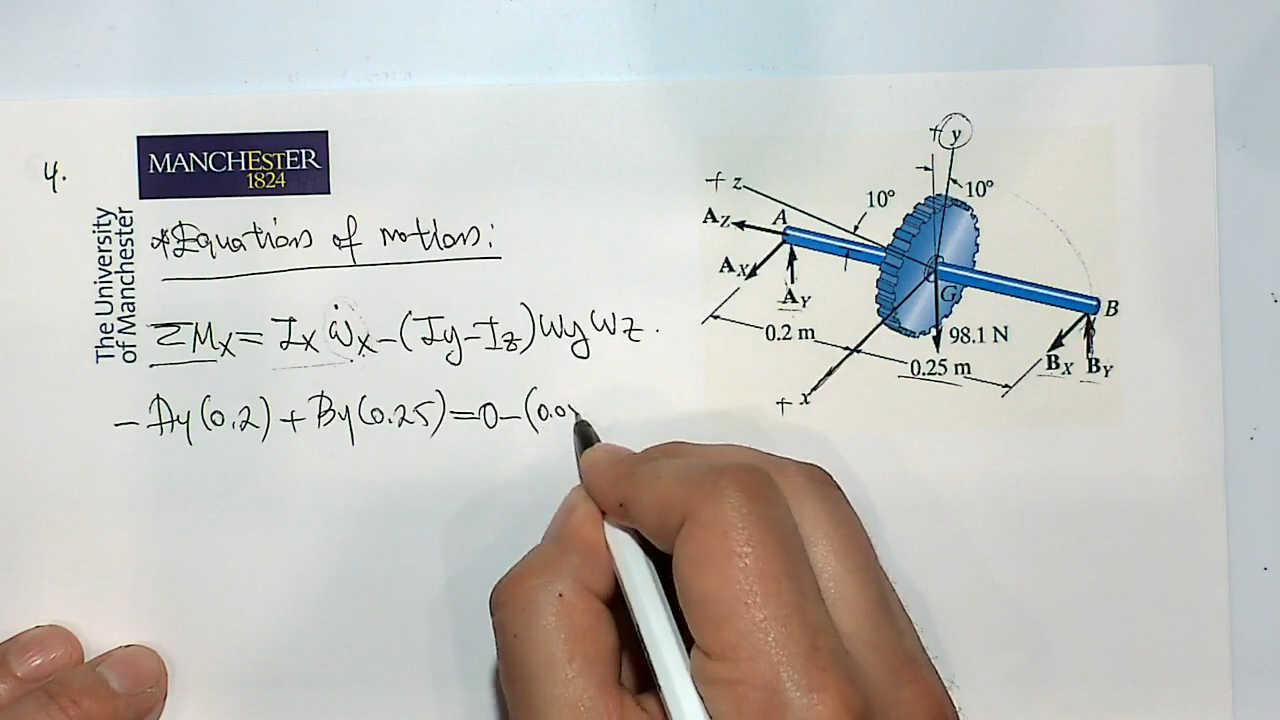 4.
MANCHESTER
1824
The University
of Manchester
*Equations of motions:
ΣMx = Ix ω̇x - (Iy - Iz) ωy ωz.
- Ay(0.2) + By(0.25) = 0 - (0.0
+ y
10°
+ z
10°
AZ
A
AX
AY
G
B
0.2 m
98.1 N
0.25 m
BX
BY
+ x